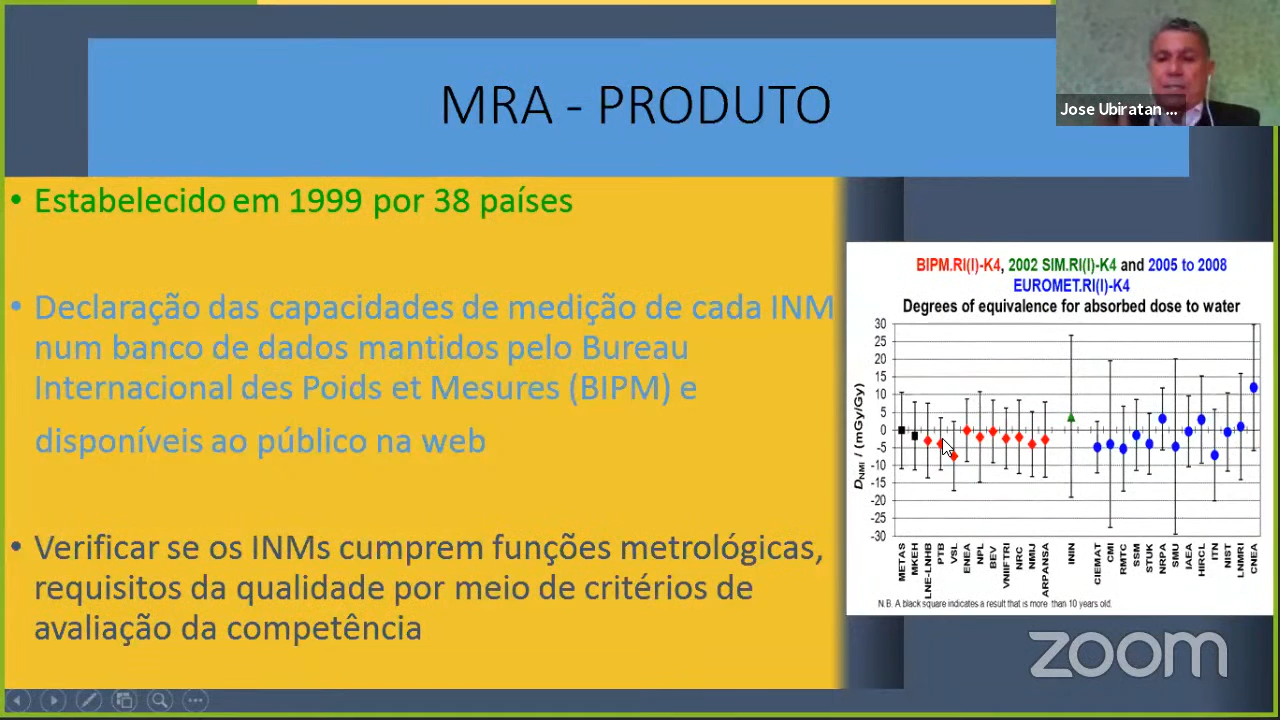 MRA - PRODUTO
Jose Ubiratan ...
• Estabelecido em 1999 por 38 países
• Declaração das capacidades de medição de cada INM
num banco de dados mantidos pelo Bureau
Internacional des Poids et Mesures (BIPM) e
disponíveis ao público na web
• Verificar se os INMs cumprem funções metrológicas,
requisitos da qualidade por meio de critérios de
avaliação da competência
BIPM.RI(I)-K4, 2002 SIM.RI(I)-K4 and 2005 to 2008
EUROMET.RI(I)-K4
Degrees of equivalence for absorbed dose to water
D NMI / (mGy/Gy)
30
25
20
15
10
5
0
-5
-10
-15
-20
-25
-30
METAS
MKEH
LNE-LNHB
PTB
VSL
ENEA
NPL
BEV
VNIIFTRI
NRC
NMIJ
ARPANSA
ININ
CIEMAT
CMI
RMTC
SSM
STUK
NRPA
SMU
IAEA
HIRCL
ITN
NIST
LNMRI
CNEA
N.B. A black square indicates a result that is more than 10 years old.
zoom